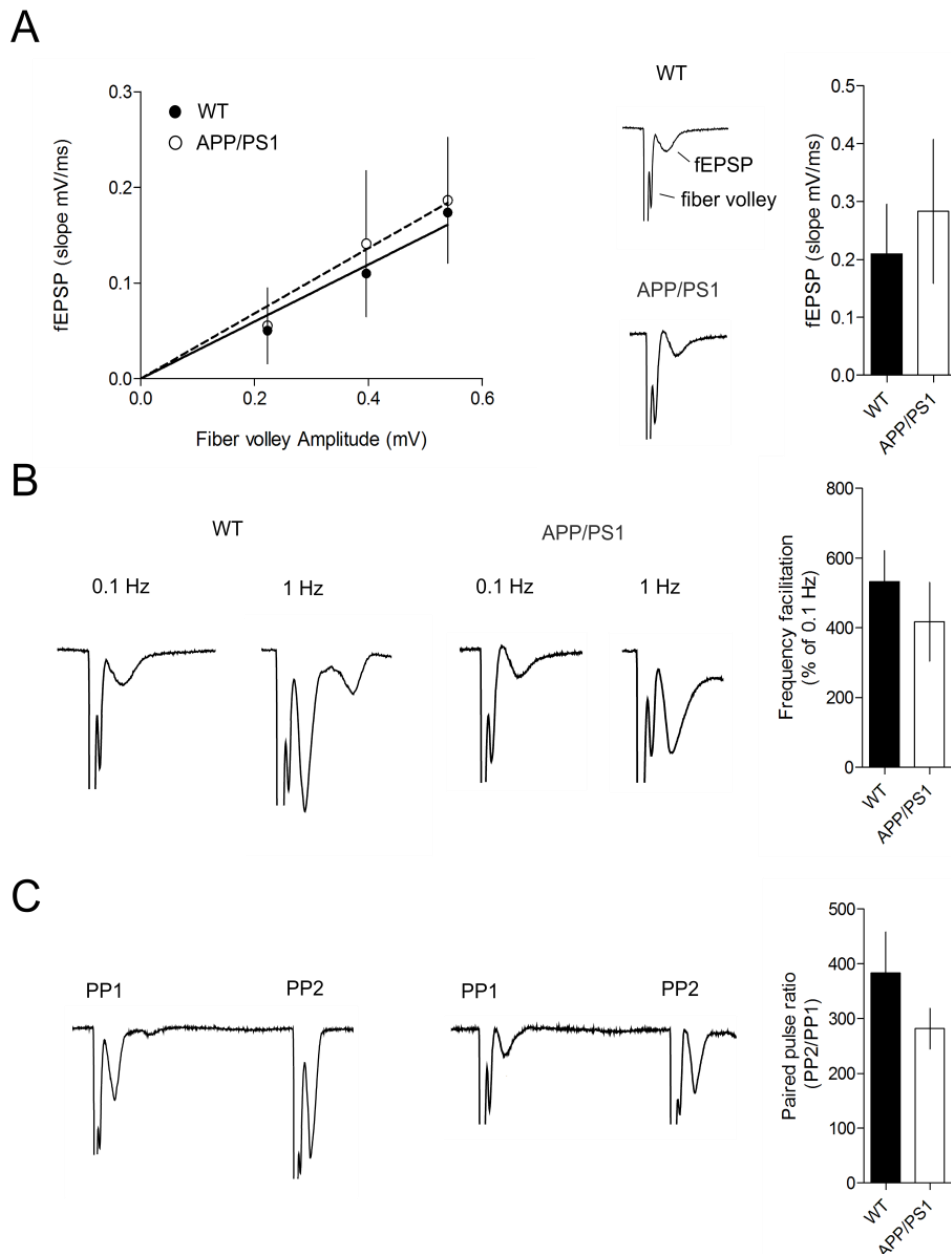 A
0.3
0.2
0.1
0.0
fEPSP (slope mV/ms)
WT
APP/PS1
0.0 0.2 0.4 0.6
Fiber volley Amplitude (mV)
WT
fEPSP
fiber volley
APP/PS1
0.5
0.4
0.3
0.2
0.1
0.0
fEPSP (slope mV/ms)
WT
APP/PS1
B
WT
0.1 Hz 1 Hz
APP/PS1
0.1 Hz 1 Hz
800
600
400
200
0
Frequency facilitation
(% of 0.1 Hz)
WT
APP/PS1
C
PP1 PP2
PP1 PP2
500
400
300
200
100
0
Paired pulse ratio
(PP2/PP1)
WT
APP/PS1